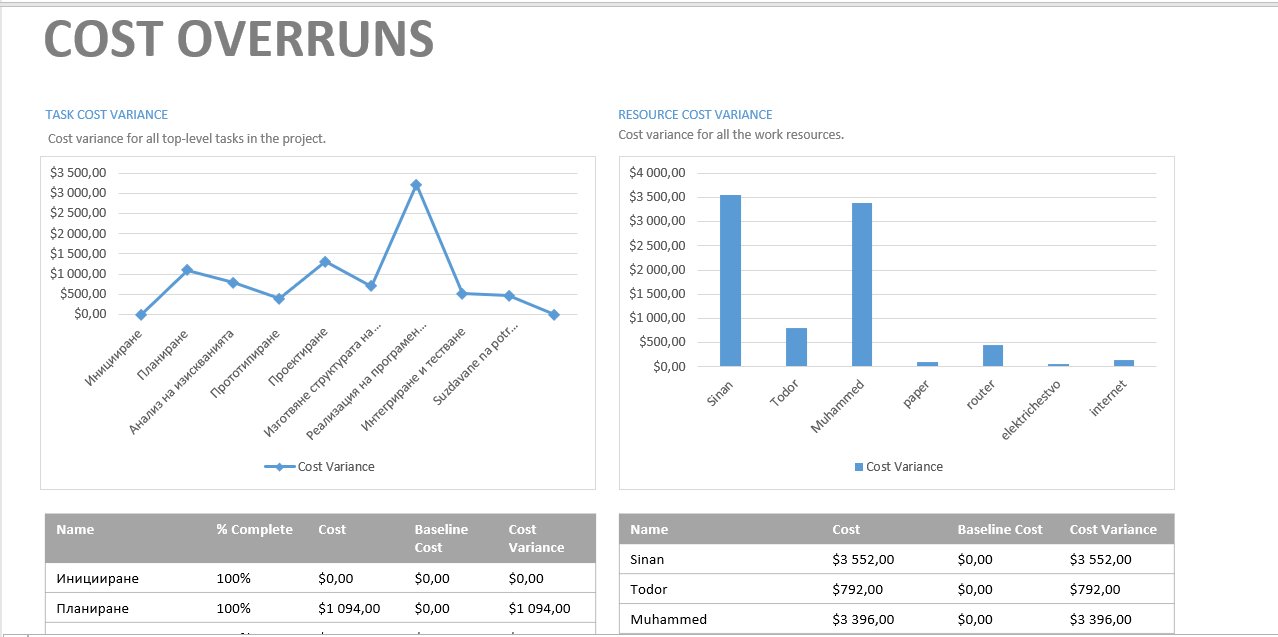 COST OVERRUNS
TASK COST VARIANCE
Cost variance for all top-level tasks in the project.
$3 500,00
$3 000,00
$2 500,00
$2 000,00
$1 500,00
$1 000,00
$500,00
$0,00
Иницииране
Планиране
Анализ на изискванията
Прототипиране
Проектиране
Изготвяне структурата на...
Реализация на програмен...
Интегриране и тестване
Suzdavane na potr...
Cost Variance
RESOURCE COST VARIANCE
Cost variance for all the work resources.
$4 000,00
$3 500,00
$3 000,00
$2 500,00
$2 000,00
$1 500,00
$1 000,00
$500,00
$0,00
Sinan
Todor
Muhammed
paper
router
elektrichestvo
internet
Cost Variance
Name % Complete Cost Baseline Cost Cost Variance
Иницииране 100% $0,00 $0,00 $0,00
Планиране 100% $1 094,00 $0,00 $1 094,00
Name Cost Baseline Cost Cost Variance
Sinan $3 552,00 $0,00 $3 552,00
Todor $792,00 $0,00 $792,00
Muhammed $3 396,00 $0,00 $3 396,00